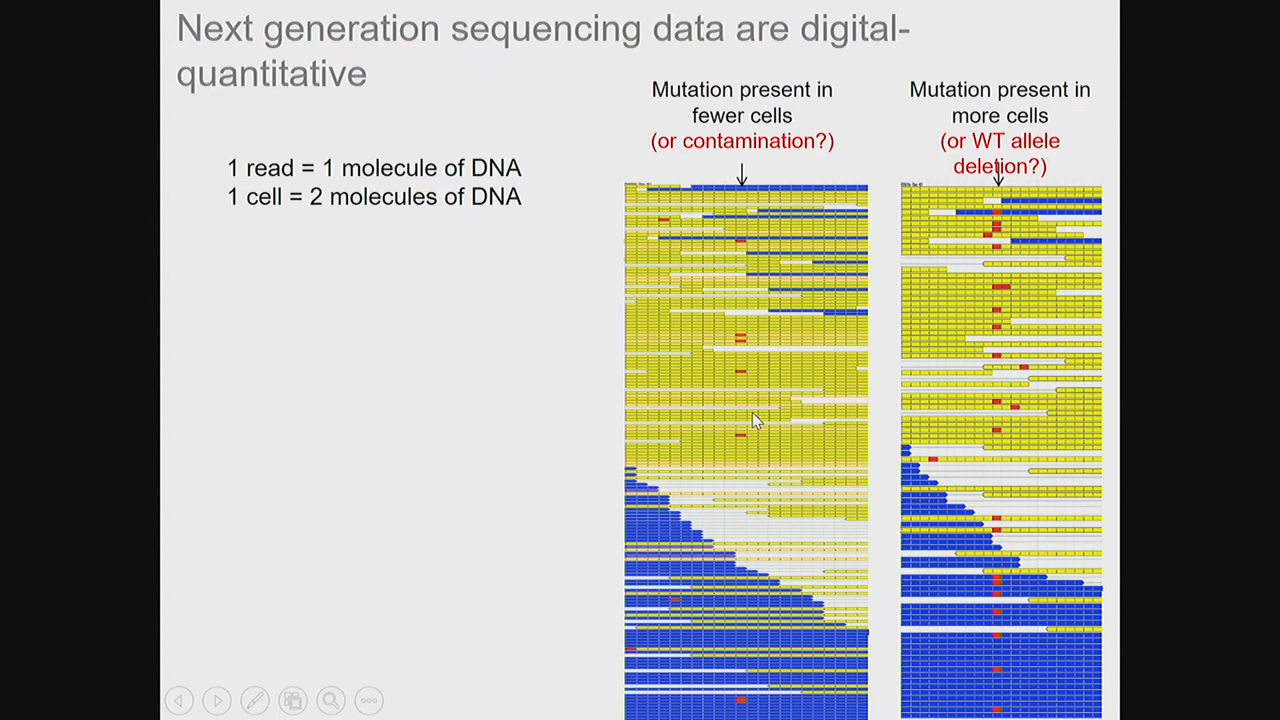 Next generation sequencing data are digital-
quantitative
1 read = 1 molecule of DNA
1 cell = 2 molecules of DNA
Mutation present in
fewer cells
(or contamination?)
Mutation present in
more cells
(or WT allele
deletion?)